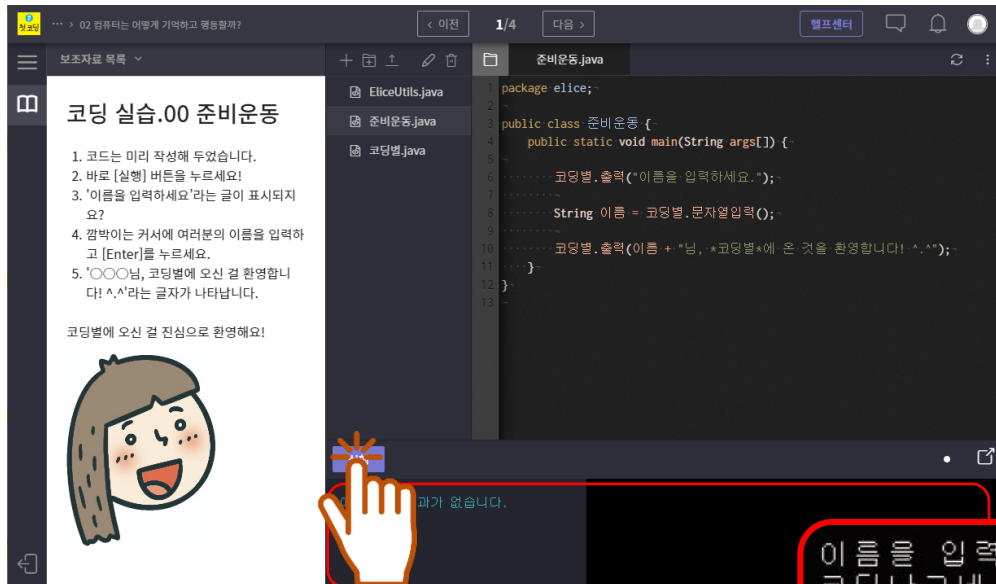 첫코딩
··· > 02 컴퓨터는 어떻게 기억하고 행동할까?
< 이전
1/4
다음 >
헬프센터
보조자료 목록
준비운동.java
코딩 실습.00 준비운동
1. 코드는 미리 작성해 두었습니다.
2. 바로 [실행] 버튼을 누르세요!
3. '이름을 입력하세요'라는 글이 표시되지
요?
4. 깜박이는 커서에 여러분의 이름을 입력하
고 [Enter]를 누르세요.
5. '○○○님, 코딩별에 오신 걸 환영합니
다! ^.^'라는 글자가 나타납니다.
코딩별에 오신 걸 진심으로 환영해요!
EliceUtils.java
준비운동.java
코딩별.java
1 package elice;
2
3 public class 준비운동 {
4 public static void main(String args[]) {
5
6 코딩별.출력("이름을 입력하세요.");
7
8 String 이름 = 코딩별.문자열입력();
9
10 코딩별.출력(이름 + "님, *코딩별*에 온 것을 환영합니다! ^.^");
11 }
12 }
13
과가 없습니다.
이름을 입력